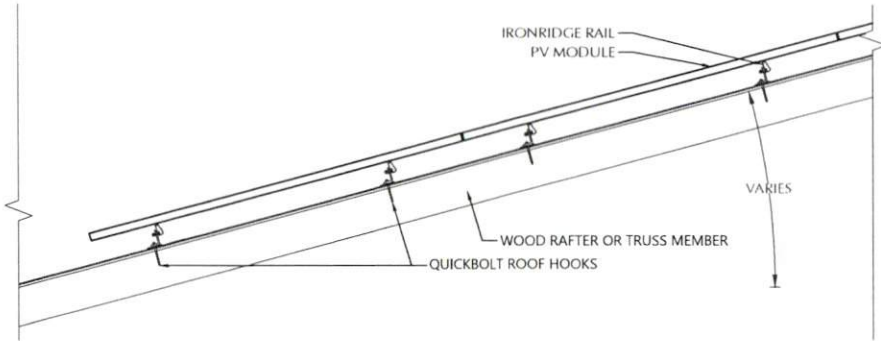 IRONRIDGE RAIL
PV MODULE
VARIES
WOOD RAFTER OR TRUSS MEMBER
QUICKBOLT ROOF HOOKS